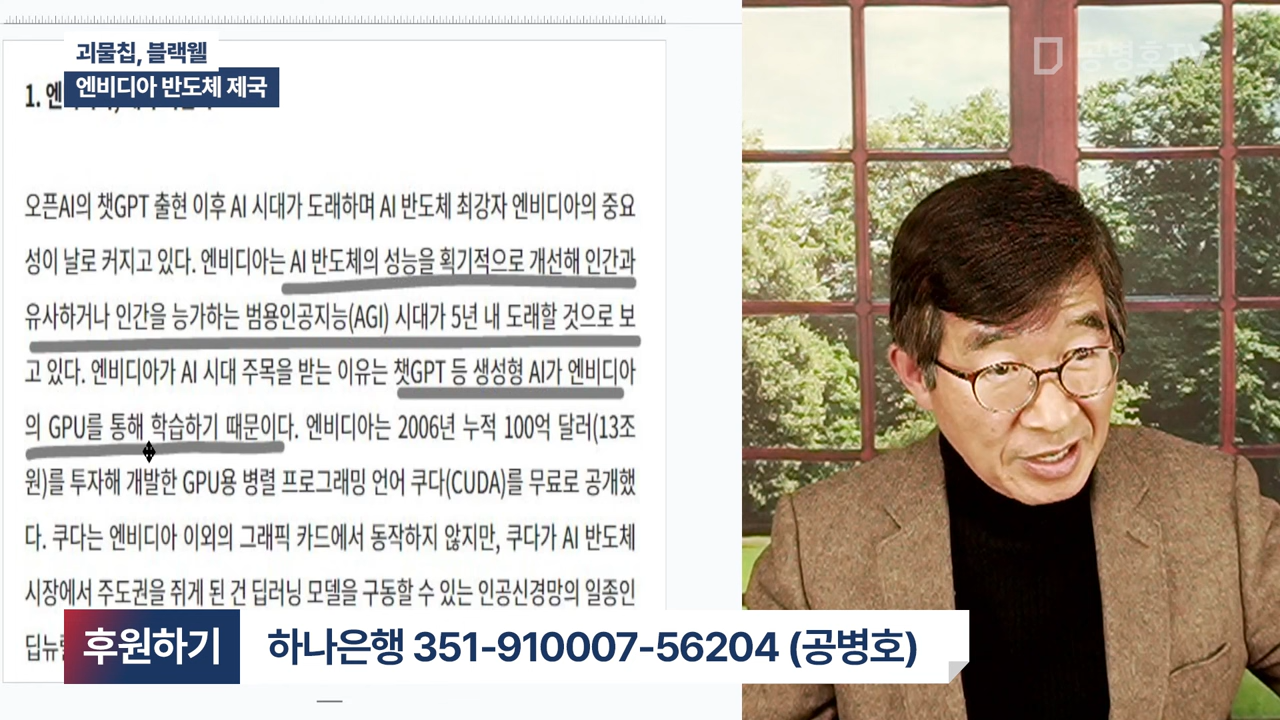 괴물칩, 블랙웰
엔비디아 반도체 제국
1. 엔
공병호TV
오픈AI의 챗GPT 출현 이후 AI 시대가 도래하며 AI 반도체 최강자 엔비디아의 중요
성이 날로 커지고 있다. 엔비디아는 AI 반도체의 성능을 획기적으로 개선해 인간과
유사하거나 인간을 능가하는 범용인공지능(AGI) 시대가 5년 내 도래할 것으로 보
고 있다. 엔비디아가 AI 시대 주목을 받는 이유는 챗GPT 등 생성형 AI가 엔비디아
의 GPU를 통해 학습하기 때문이다. 엔비디아는 2006년 누적 100억 달러(13조
원)를 투자해 개발한 GPU용 병렬 프로그래밍 언어 쿠다(CUDA)를 무료로 공개했
다. 쿠다는 엔비디아 이외의 그래픽 카드에서 동작하지 않지만, 쿠다가 AI 반도체
시장에서 주도권을 쥐게 된 건 딥러닝 모델을 구동할 수 있는 인공신경망의 일종인
딥뉴
후원하기
하나은행 351-910007-56204 (공병호)